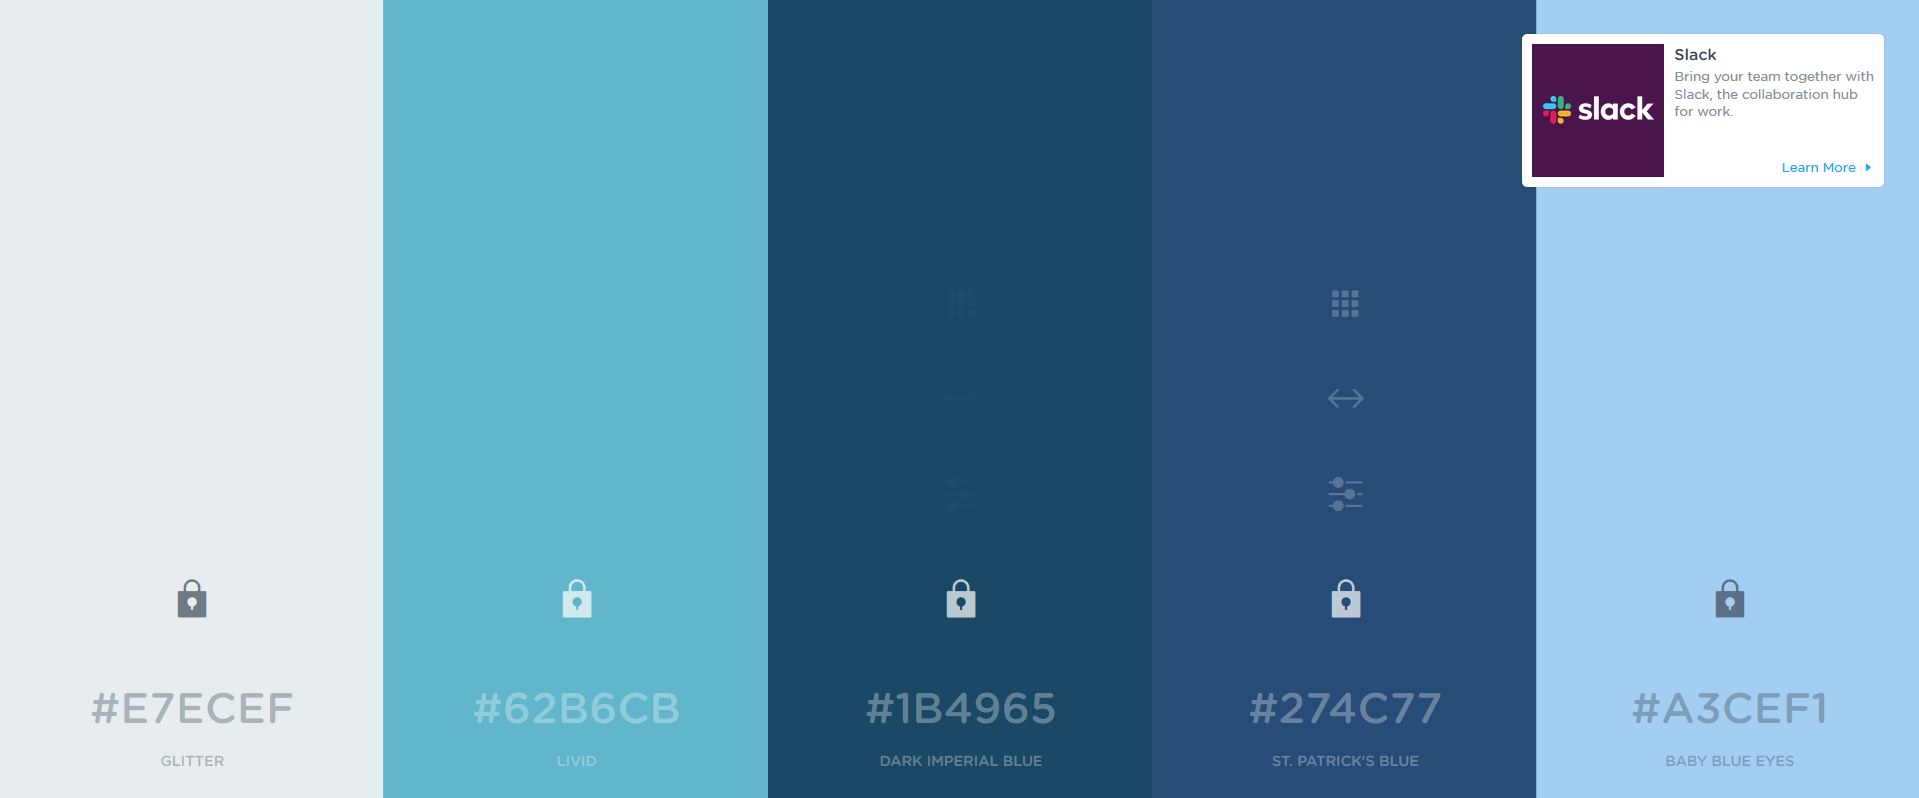 Slack
Bring your team together with
Slack, the collaboration hub
for work.
slack
Learn More
#E7ECEF
#62B6CB
#1B4965
#274C77
#A3CEF1
GLITTER
LIVID
DARK IMPERIAL BLUE
ST. PATRICK'S BLUE
BABY BLUE EYES